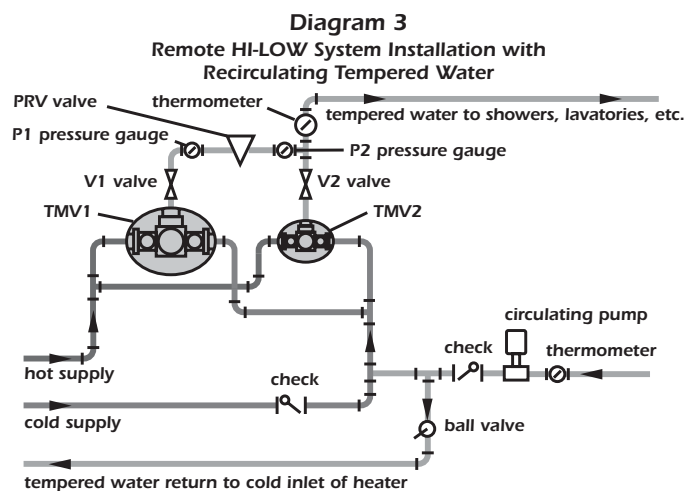 Diagram 3
Remote HI-LOW System Installation with
Recirculating Tempered Water
PRV valve
thermometer
tempered water to showers, lavatories, etc.
P1 pressure gauge
P2 pressure gauge
V1 valve
V2 valve
TMV1
TMV2
circulating pump
check
thermometer
hot supply
check
cold supply
ball valve
tempered water return to cold inlet of heater